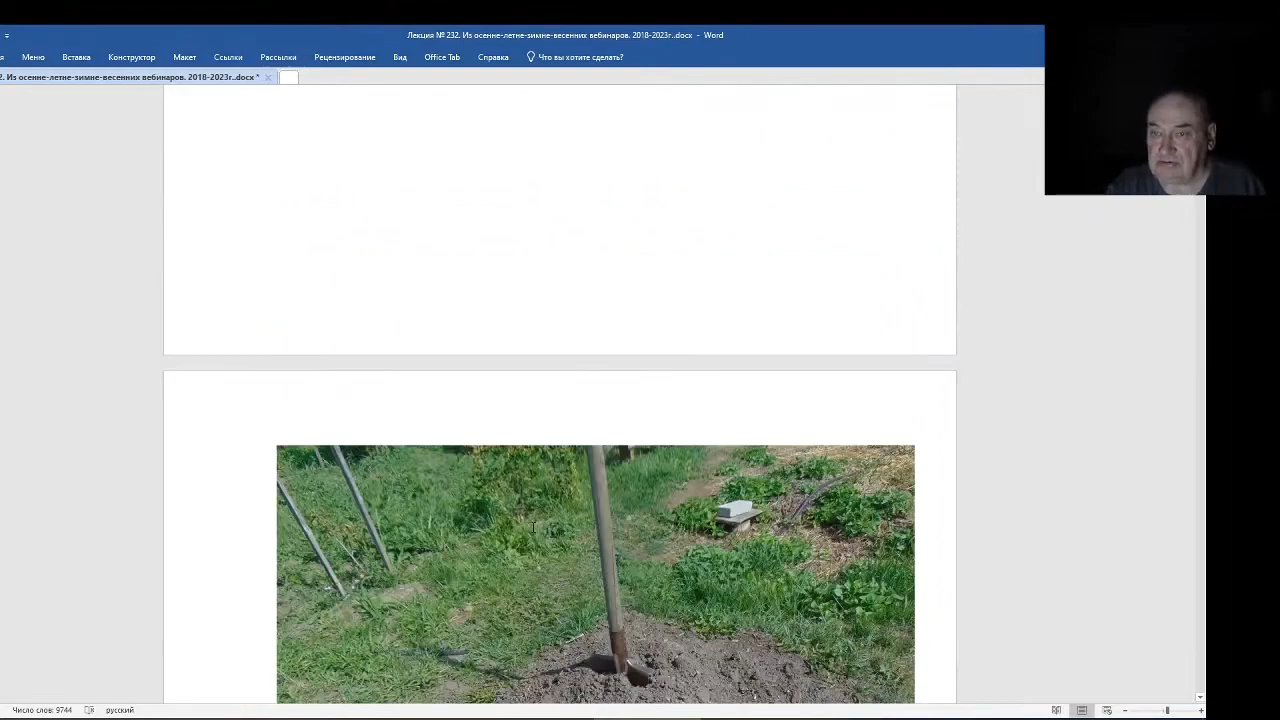 Лекция № 232. Из осенне-летне-зимне-весенних вебинаров. 2018-2023г..docx - Word
я Меню Вставка Конструктор Макет Ссылки Рассылки Рецензирование Вид Office Tab Справка Что вы хотите сделать?
2. Из осенне-летне-зимне-весенних вебинаров. 2018-2023г..docx *
Число слов: 9744 русский